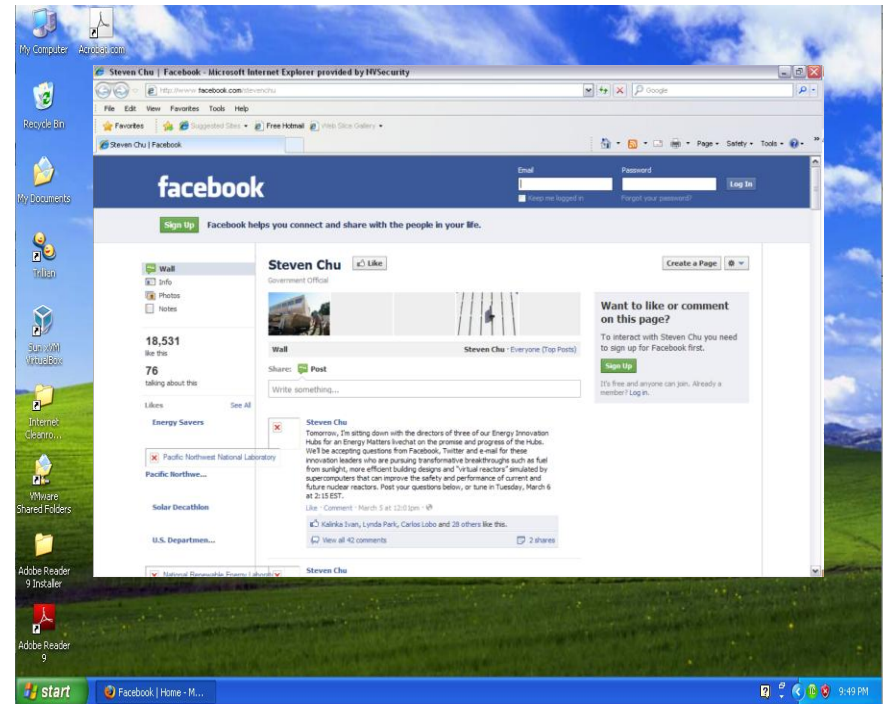 My Computer
Acrobat.com
Recycle Bin
My Documents
Trillian
Sun xVM
VirtualBox
Internet
Cleanro...
VMware
Shared Folders
Adobe Reader
9 Installer
Adobe Reader
9
Steven Chu | Facebook - Microsoft Internet Explorer provided by NVSecurity
http://www.facebook.com/stevenchu
Google
File Edit View Favorites Tools Help
Favorites Suggested Sites Free Hotmail Web Slice Gallery
Steven Chu | Facebook
Page Safety Tools
facebook
Email Password
Log In
Keep me logged in Forgot your password?
Sign Up Facebook helps you connect and share with the people in your life.
Wall
Info
Photos
Notes
18,531
like this
76
talking about this
Likes See All
Energy Savers
Pacific Northwest National Laboratory
Pacific Northwe...
Solar Decathlon
U.S. Departmen...
National Renewable Energy Laborat
Steven Chu Like
Government Official
Create a Page
Wall Steven Chu · Everyone (Top Posts)
Share: Post
Write something...
Steven Chu
Tomorrow, I'm sitting down with the directors of three of our Energy Innovation
Hubs for an Energy Matters livechat on the promise and progress of the Hubs.
We'll be accepting questions from Facebook, Twitter and e-mail for these
innovation leaders who are pursuing transformative breakthroughs such as fuel
from sunlight, more efficient building designs and "virtual reactors" simulated by
supercomputers that can improve the safety and performance of current and
future nuclear reactors. Post your questions below, or tune in Tuesday, March 6
at 2:15 EST.
Like · Comment · March 5 at 12:01pm ·
Kalinka Ivan, Lynda Park, Carlos Lobo and 28 others like this.
View all 42 comments 2 shares
Steven Chu
Want to like or comment
on this page?
To interact with Steven Chu you need
to sign up for Facebook first.
Sign Up
It's free and anyone can join. Already a
member? Log in.
start
Facebook | Home - M...
9:49 PM